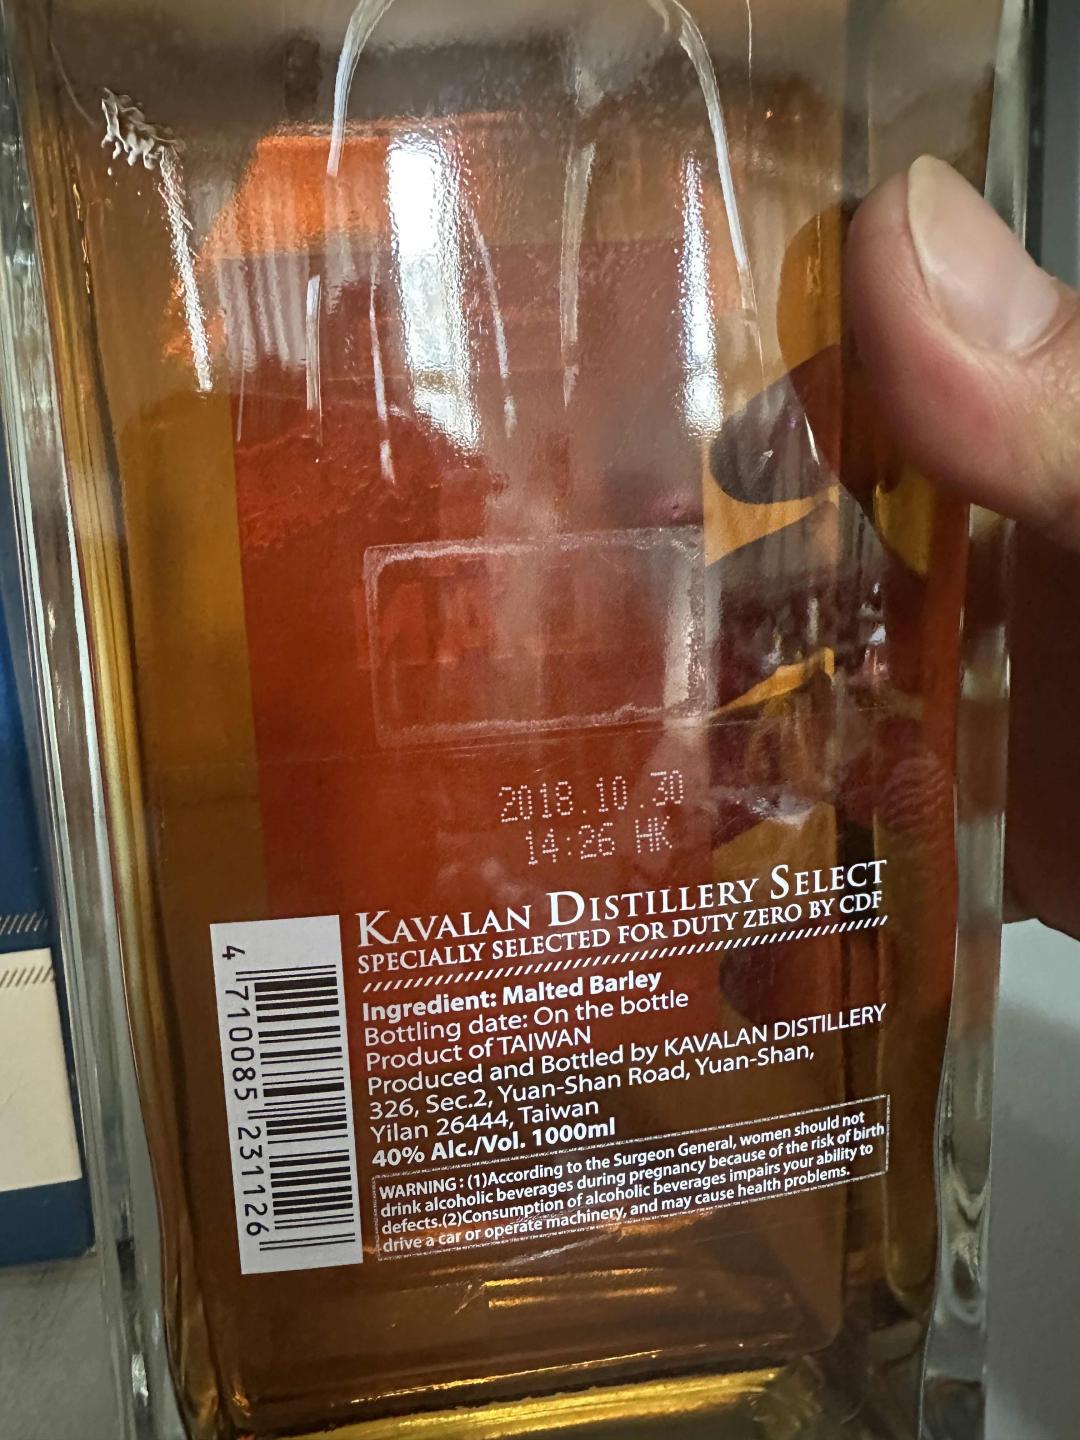 2018.10.30
14:26 HK
KAVALAN DISTILLERY SELECT
SPECIALLY SELECTED FOR DUTY ZERO BY CDF
Ingredient: Malted Barley
Bottling date: On the bottle
Product of TAIWAN
Produced and Bottled by KAVALAN DISTILLERY
326, Sec.2, Yuan-Shan Road, Yuan-Shan,
Yilan 26444, Taiwan
40% Alc./Vol. 1000ml
WARNING : (1)According to the Surgeon General, women should not
drink alcoholic beverages during pregnancy because of the risk of birth
defects.(2)Consumption of alcoholic beverages impairs your ability to
drive a car or operate machinery, and may cause health problems.
4 710085 231126